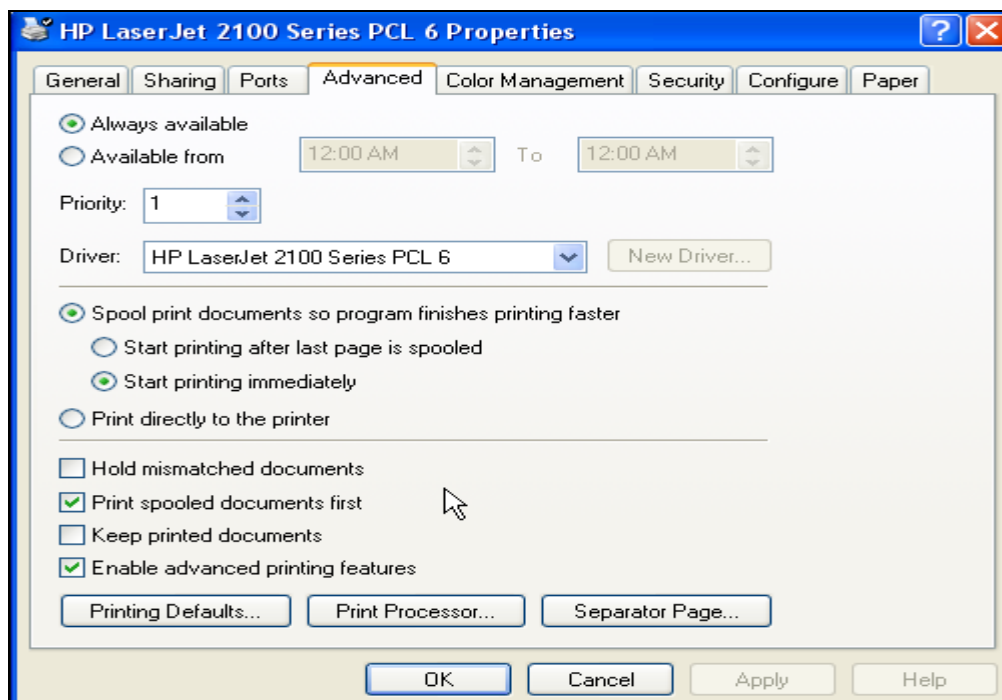 HP LaserJet 2100 Series PCL 6 Properties
General Sharing Ports Advanced Color Management Security Configure Paper
Always available
Available from 12:00 AM To 12:00 AM
Priority: 1
Driver: HP LaserJet 2100 Series PCL 6 New Driver...
Spool print documents so program finishes printing faster
Start printing after last page is spooled
Start printing immediately
Print directly to the printer
Hold mismatched documents
Print spooled documents first
Keep printed documents
Enable advanced printing features
Printing Defaults... Print Processor... Separator Page...
OK Cancel Apply Help